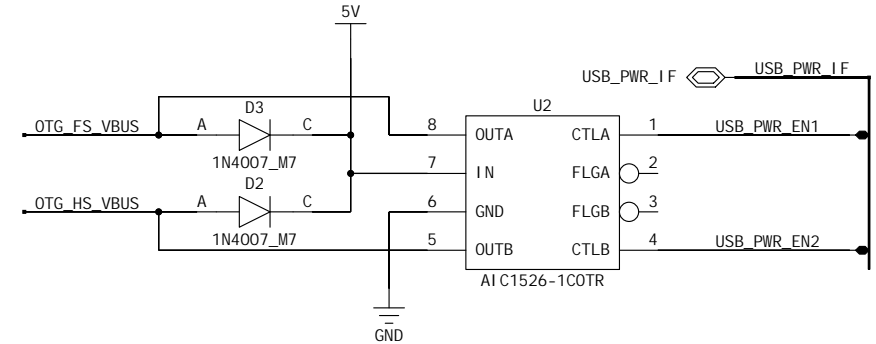 5V
USB_PWR_IF
USB_PWR_IF
D3
U2
OTG_FS_VBUS
A
C
8
OUTA
CTLA
1
USB_PWR_EN1
1N4007_M7
7
IN
FLGA
2
D2
OTG_HS_VBUS
A
C
6
GND
FLGB
3
1N4007_M7
5
OUTB
CTLB
4
USB_PWR_EN2
AIC1526-1COTR
GND